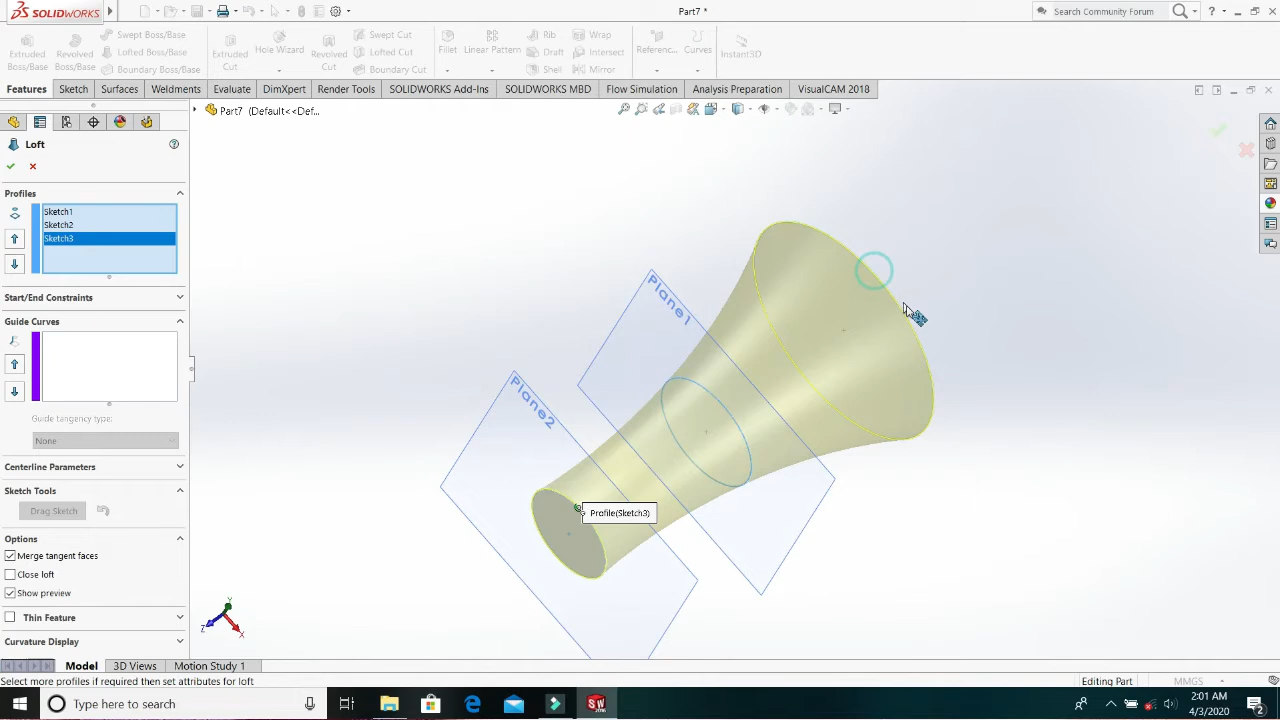 SOLIDWORKS
Part7 *
Search Community Forum
Extruded Boss/Base
Revolved Boss/Base
Swept Boss/Base
Lofted Boss/Base
Boundary Boss/Base
Extruded Cut
Hole Wizard
Revolved Cut
Swept Cut
Lofted Cut
Boundary Cut
Fillet
Linear Pattern
Rib
Draft
Shell
Wrap
Intersect
Mirror
Referenc...
Curves
Instant3D
Features
Sketch
Surfaces
Weldments
Evaluate
DimXpert
Render Tools
SOLIDWORKS Add-Ins
SOLIDWORKS MBD
Flow Simulation
Analysis Preparation
VisualCAM 2018
Part7 (Default<<Def...
Loft
Profiles
Sketch1
Sketch2
Sketch3
Start/End Constraints
Guide Curves
Guide tangency type:
None
Centerline Parameters
Sketch Tools
Drag Sketch
Options
Merge tangent faces
Close loft
Show preview
Thin Feature
Curvature Display
Plane1
Plane2
Profile(Sketch3)
Y
Z
X
Model
3D Views
Motion Study 1
Select more profiles if required then set attributes for loft
Editing Part
MMGS
Type here to search
SW
2:01 AM
4/3/2020
2